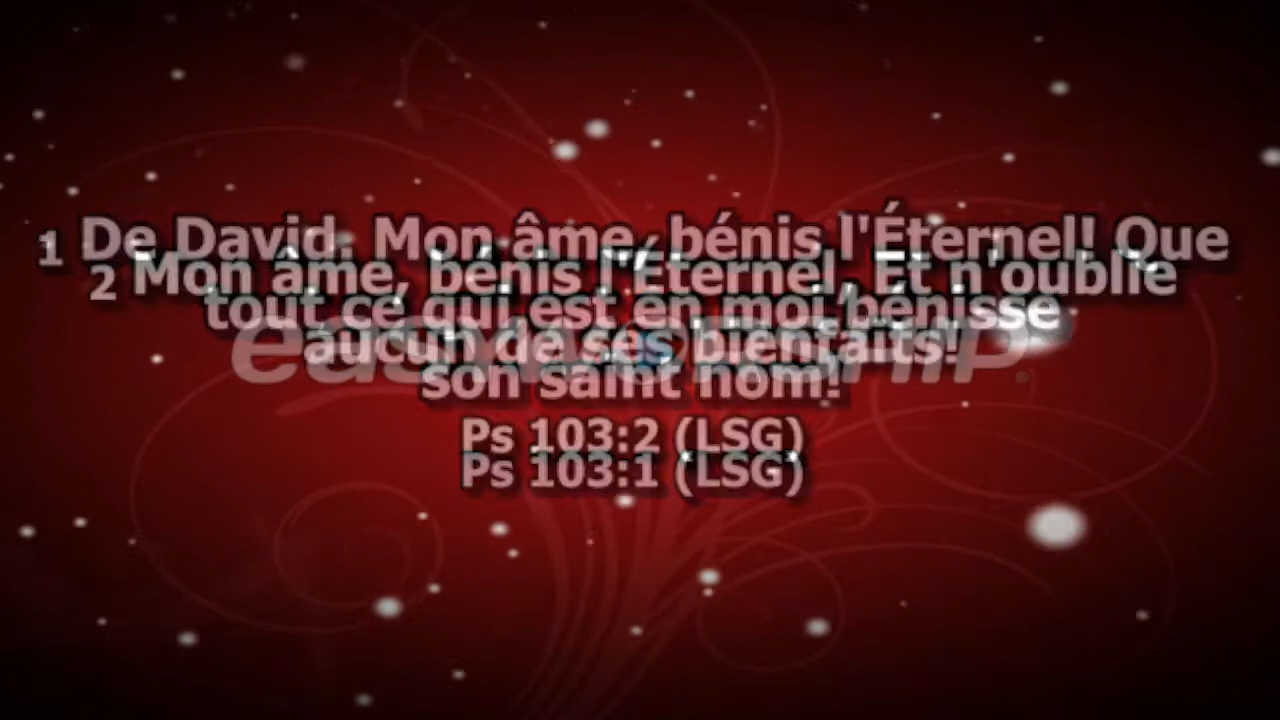 1 De David. Mon âme, bénis l'Éternel! Que
tout ce qui est en moi bénisse
son saint nom!
Ps 103:1 (LSG)
2 Mon âme, bénis l'Éternel, Et n'oublie
aucun de ses bienfaits!
Ps 103:2 (LSG)